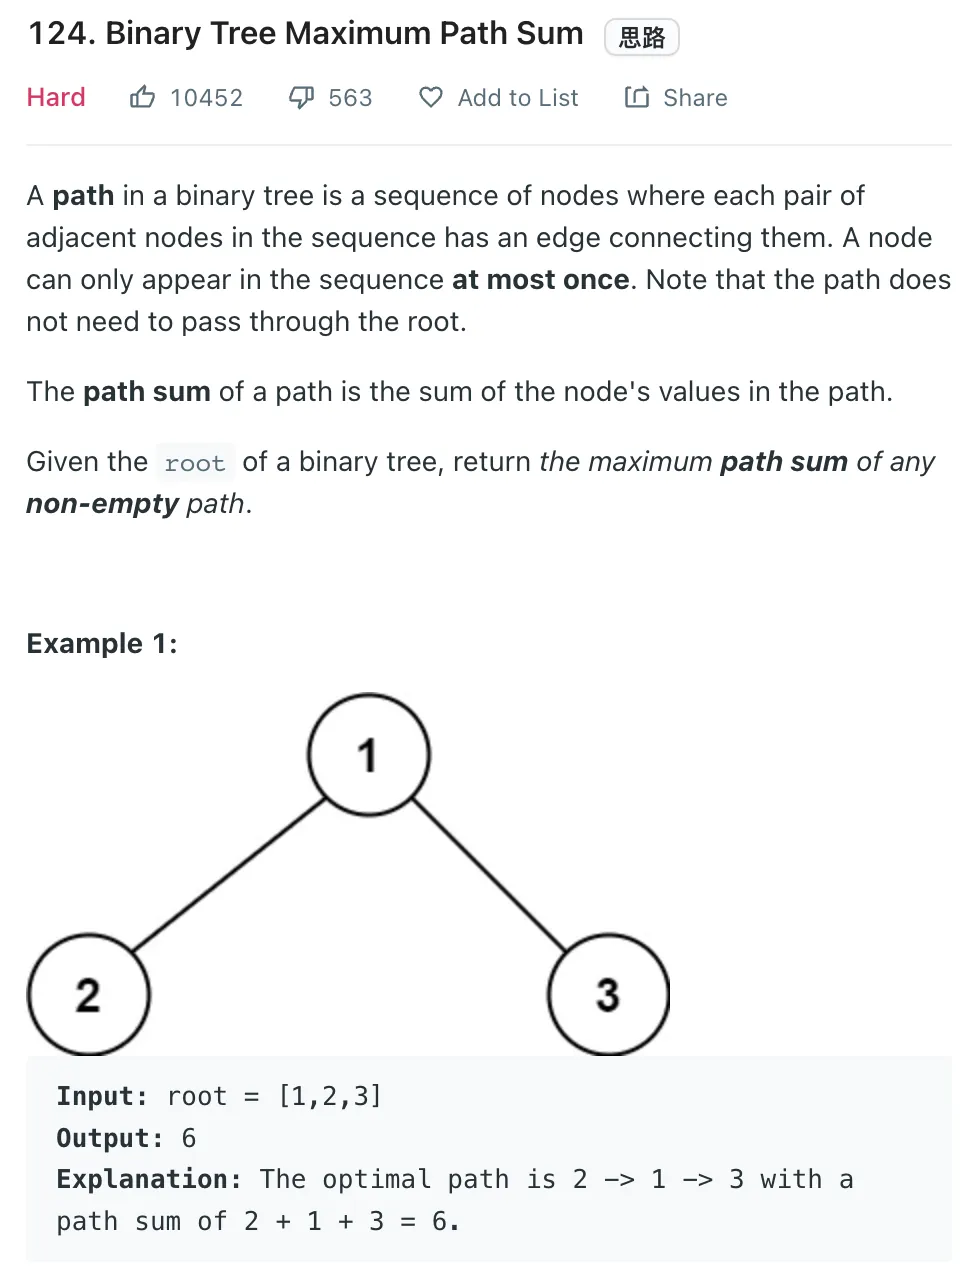 124. Binary Tree Maximum Path Sum 思路
Hard 10452 563 Add to List Share
A path in a binary tree is a sequence of nodes where each pair of
adjacent nodes in the sequence has an edge connecting them. A node
can only appear in the sequence at most once. Note that the path does
not need to pass through the root.
The path sum of a path is the sum of the node's values in the path.
Given the root of a binary tree, return the maximum path sum of any
non-empty path.
Example 1:
1
2 3
Input: root = [1,2,3]
Output: 6
Explanation: The optimal path is 2 -> 1 -> 3 with a
path sum of 2 + 1 + 3 = 6.